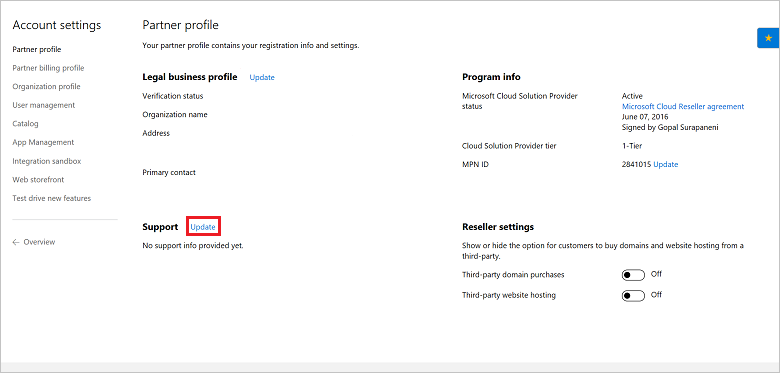 Account settings
Partner profile
Partner billing profile
Organization profile
User management
Catalog
App Management
Integration sandbox
Web storefront
Test drive new features
← Overview
Partner profile
Your partner profile contains your registration info and settings.
Legal business profile Update
Verification status
Organization name
Address
Primary contact
Support Update
No support info provided yet.
Program info
Microsoft Cloud Solution Provider
status
Active
Microsoft Cloud Reseller agreement
June 07, 2016
Signed by Gopal Surapaneni
Cloud Solution Provider tier 1-Tier
MPN ID 2841015 Update
Reseller settings
Show or hide the option for customers to buy domains and website hosting from a
third-party.
Third-party domain purchases Off
Third-party website hosting Off